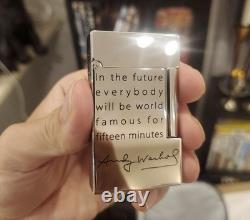 In the future
everybody
will be world
famous for
fifteen minutes
Andy Warhol